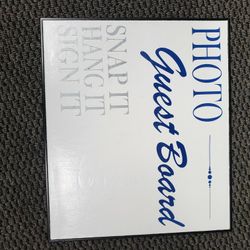 PHOTO
Guest Board
SNAP IT
HANG IT
SIGN IT